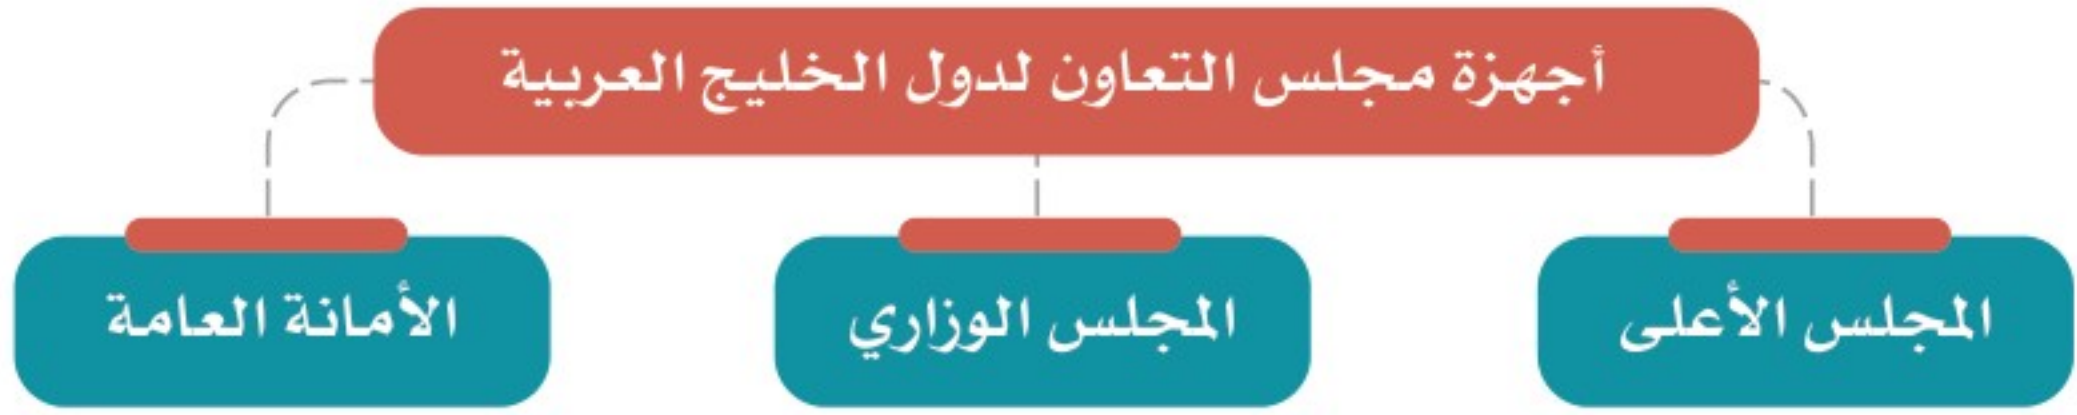 أجهزة مجلس التعاون لدول الخليج العربية
المجلس الأعلى
المجلس الوزاري
الأمانة العامة